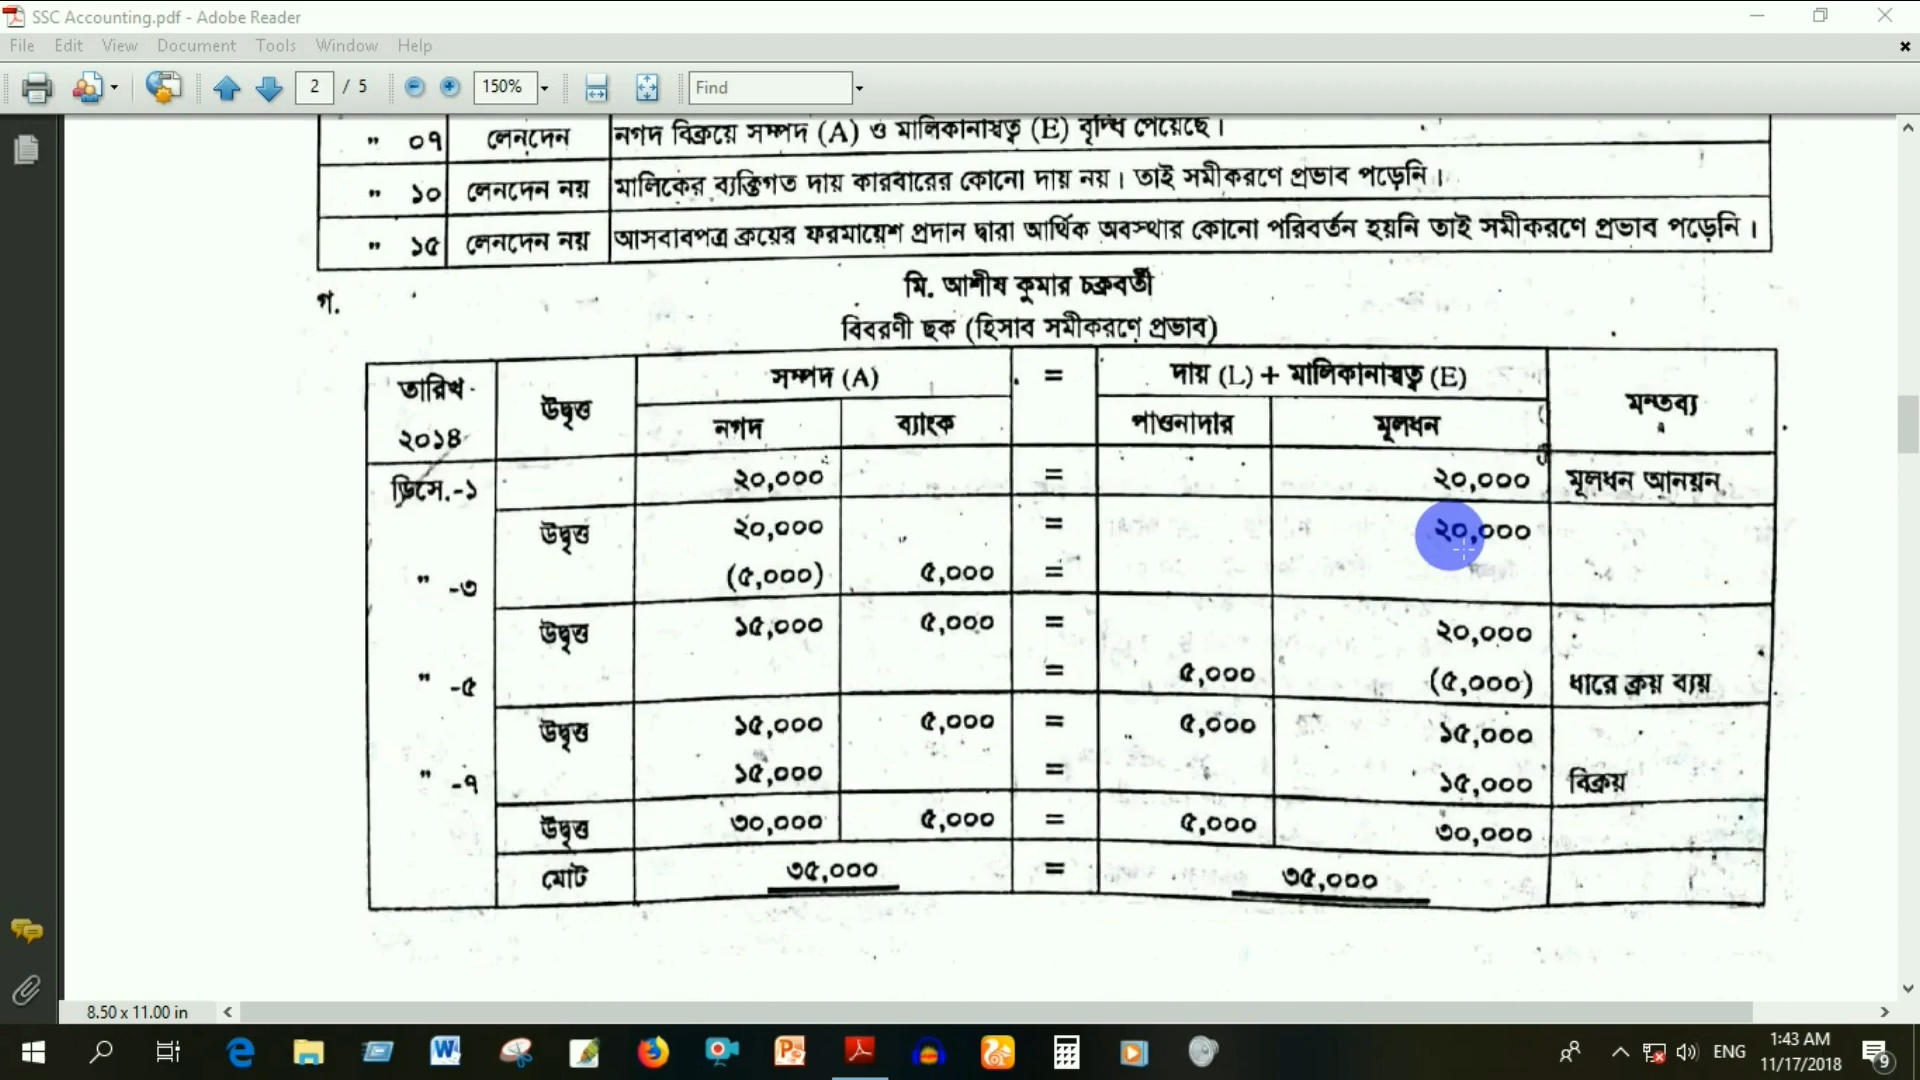 SSC Accounting.pdf - Adobe Reader
File Edit View Document Tools Window Help
2 / 5 150% Find
" ০৭ লেনদেন নগদ বিক্রয়ে সম্পদ (A) ও মালিকানাস্বত্ব (E) বৃদ্ধি পেয়েছে।
" ১০ লেনদেন নয় মালিকের ব্যক্তিগত দায় কারবারের কোনো দায় নয়। তাই সমীকরণে প্রভাব পড়েনি।
" ১৫ লেনদেন নয় আসবাবপত্র ক্রয়ের ফরমায়েশ প্রদান দ্বারা আর্থিক অবস্থার কোনো পরিবর্তন হয়নি তাই সমীকরণে প্রভাব পড়েনি।
গ. মি. আশীষ কুমার চক্রবর্তী
বিবরণী ছক (হিসাব সমীকরণে প্রভাব)
তারিখ ২০১৪ উদ্বৃত্ত সম্পদ (A) = দায় (L) + মালিকানাস্বত্ব (E) মন্তব্য
নগদ ব্যাংক পাওনাদার মূলধন
ডিসে.-১ ২০,০০০ = ২০,০০০ মূলধন আনয়ন
উদ্বৃত্ত ২০,০০০ = ২০,০০০
" -৩ (৫,০০০) ৫,০০০ =
উদ্বৃত্ত ১৫,০০০ ৫,০০০ = ২০,০০০
" -৫ = ৫,০০০ (৫,০০০) ধারে ক্রয় ব্যয়
উদ্বৃত্ত ১৫,০০০ ৫,০০০ = ৫,০০০ ১৫,০০০
" -৭ ১৫,০০০ = ১৫,০০০ বিক্রয়
উদ্বৃত্ত ৩০,০০০ ৫,০০০ = ৫,০০০ ৩০,০০০
মোট ৩৫,০০০ = ৩৫,০০০
8.50 x 11.00 in
ENG 1:43 AM
11/17/2018 9